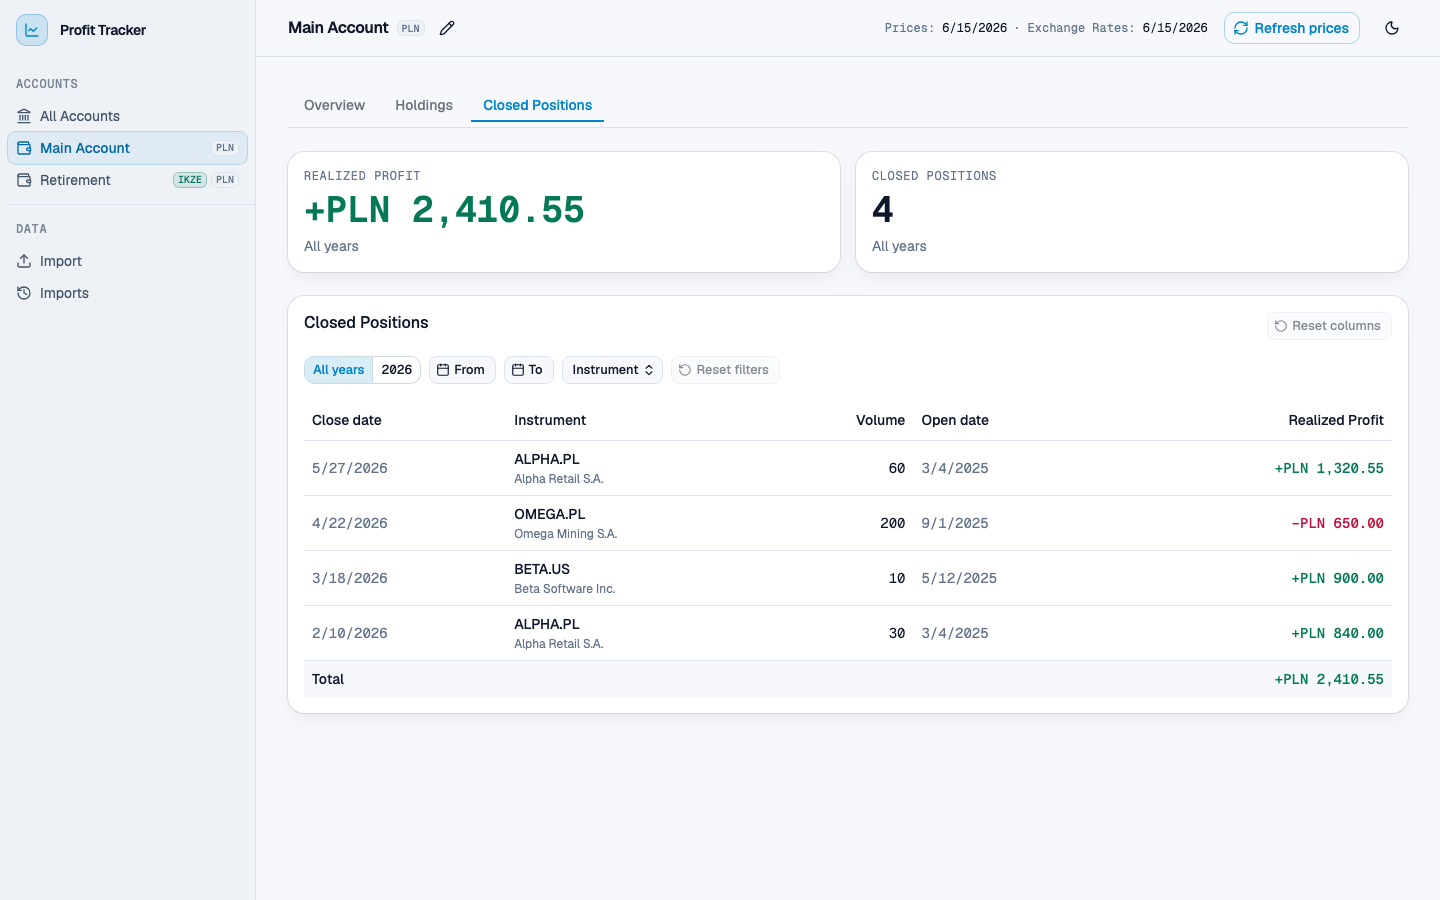 Profit Tracker
ACCOUNTS
All Accounts
Main Account PLN
Retirement IKZE PLN
DATA
Import
Imports
Main Account PLN
Prices: 6/15/2026 · Exchange Rates: 6/15/2026
Refresh prices
Overview Holdings Closed Positions
REALIZED PROFIT
+PLN 2,410.55
All years
CLOSED POSITIONS
4
All years
Closed Positions
Reset columns
All years 2026 From To Instrument Reset filters
Close date Instrument Volume Open date Realized Profit
5/27/2026 ALPHA.PL 60 3/4/2025 +PLN 1,320.55
Alpha Retail S.A.
4/22/2026 OMEGA.PL 200 9/1/2025 −PLN 650.00
Omega Mining S.A.
3/18/2026 BETA.US 10 5/12/2025 +PLN 900.00
Beta Software Inc.
2/10/2026 ALPHA.PL 30 3/4/2025 +PLN 840.00
Alpha Retail S.A.
Total +PLN 2,410.55